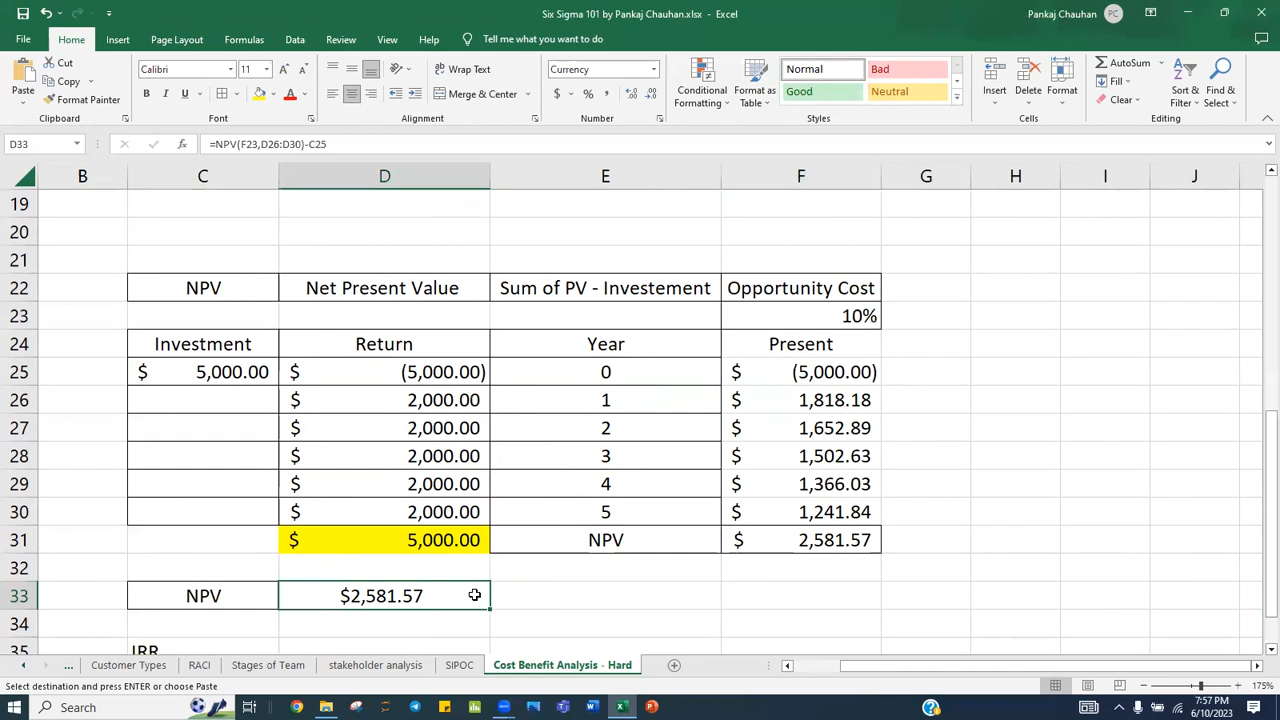 Six Sigma 101 by Pankaj Chauhan.xlsx - Excel
Pankaj Chauhan PC
File Home Insert Page Layout Formulas Data Review View Help Tell me what you want to do
Paste
Cut
Copy
Format Painter
Clipboard
Calibri 11
B I U
Font
Wrap Text
Merge & Center
Alignment
Currency
$ % ,
Number
Conditional Formatting
Format as Table
Normal Bad
Good Neutral
Styles
Insert Delete Format
Cells
AutoSum
Fill
Clear
Sort & Filter
Find & Select
Editing
D33 fx =NPV(F23,D26:D30)-C25
B C D E F G H I J
19
20
21
22 NPV Net Present Value Sum of PV - Investement Opportunity Cost
23 10%
24 Investment Return Year Present
25 $ 5,000.00 $ (5,000.00) 0 $ (5,000.00)
26 $ 2,000.00 1 $ 1,818.18
27 $ 2,000.00 2 $ 1,652.89
28 $ 2,000.00 3 $ 1,502.63
29 $ 2,000.00 4 $ 1,366.03
30 $ 2,000.00 5 $ 1,241.84
31 $ 5,000.00 NPV $ 2,581.57
32
33 NPV $2,581.57
34
35 IRR
... Customer Types RACI Stages of Team stakeholder analysis SIPOC Cost Benefit Analysis - Hard
Select destination and press ENTER or choose Paste 175%
Search
7:57 PM
6/10/2023